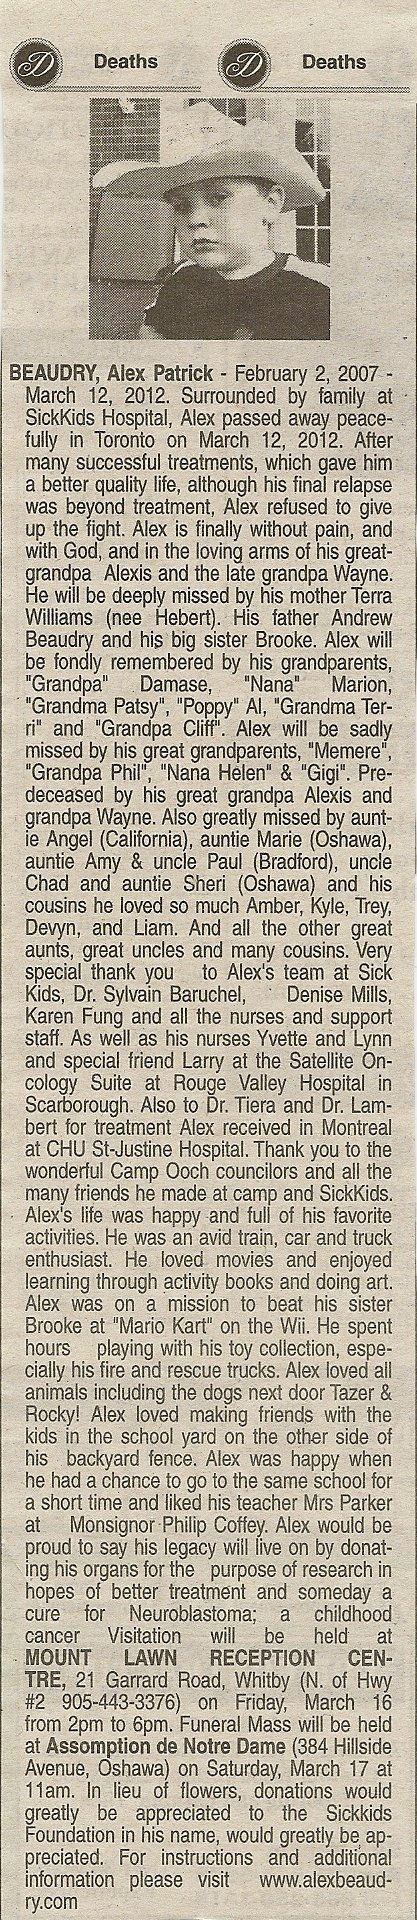 D Deaths D Deaths
BEAUDRY, Alex Patrick - February 2, 2007 -
March 12, 2012. Surrounded by family at
SickKids Hospital, Alex passed away peace-
fully in Toronto on March 12, 2012. After
many successful treatments, which gave him
a better quality life, although his final relapse
was beyond treatment, Alex refused to give
up the fight. Alex is finally without pain, and
with God, and in the loving arms of his great-
grandpa Alexis and the late grandpa Wayne.
He will be deeply missed by his mother Terra
Williams (nee Hebert). His father Andrew
Beaudry and his big sister Brooke. Alex will
be fondly remembered by his grandparents,
"Grandpa" Damase, "Nana" Marion,
"Grandma Patsy", "Poppy" Al, "Grandma Ter-
ri" and "Grandpa Cliff". Alex will be sadly
missed by his great grandparents, "Memere",
"Grandpa Phil", "Nana Helen" & "Gigi". Pre-
deceased by his great grandpa Alexis and
grandpa Wayne. Also greatly missed by aunt-
ie Angel (California), auntie Marie (Oshawa),
auntie Amy & uncle Paul (Bradford), uncle
Chad and auntie Sheri (Oshawa) and his
cousins he loved so much Amber, Kyle, Trey,
Devyn, and Liam. And all the other great
aunts, great uncles and many cousins. Very
special thank you to Alex's team at Sick
Kids, Dr. Sylvain Baruchel, Denise Mills,
Karen Fung and all the nurses and support
staff. As well as his nurses Yvette and Lynn
and special friend Larry at the Satellite On-
cology Suite at Rouge Valley Hospital in
Scarborough. Also to Dr. Tiera and Dr. Lam-
bert for treatment Alex received in Montreal
at CHU St-Justine Hospital. Thank you to the
wonderful Camp Ooch councilors and all the
many friends he made at camp and SickKids.
Alex's life was happy and full of his favorite
activities. He was an avid train, car and truck
enthusiast. He loved movies and enjoyed
learning through activity books and doing art.
Alex was on a mission to beat his sister
Brooke at "Mario Kart" on the Wii. He spent
hours playing with his toy collection, espe-
cially his fire and rescue trucks. Alex loved all
animals including the dogs next door Tazer &
Rocky! Alex loved making friends with the
kids in the school yard on the other side of
his backyard fence. Alex was happy when
he had a chance to go to the same school for
a short time and liked his teacher Mrs Parker
at Monsignor Philip Coffey. Alex would be
proud to say his legacy will live on by donat-
ing his organs for the purpose of research in
hopes of better treatment and someday a
cure for Neuroblastoma; a childhood
cancer Visitation will be held at
MOUNT LAWN RECEPTION CEN-
TRE, 21 Garrard Road, Whitby (N. of Hwy
#2 905-443-3376) on Friday, March 16
from 2pm to 6pm. Funeral Mass will be held
at Assomption de Notre Dame (384 Hillside
Avenue, Oshawa) on Saturday, March 17 at
11am. In lieu of flowers, donations would
greatly be appreciated to the Sickkids
Foundation in his name, would greatly be ap-
preciated. For instructions and additional
information please visit www.alexbeaud-
ry.com